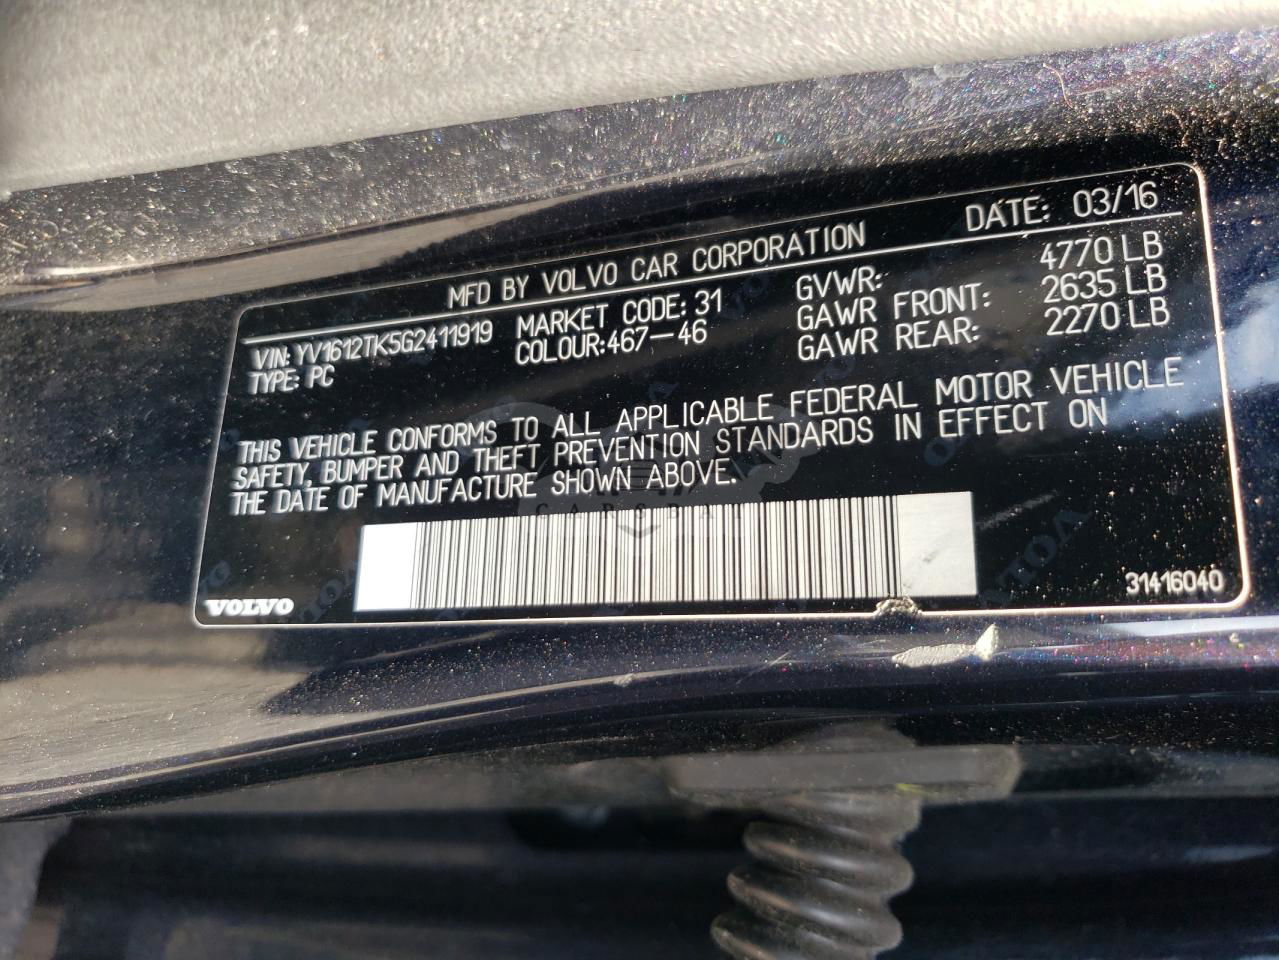 MFD BY VOLVO CAR CORPORATION DATE: 03/16
VIN: YV1612TK5G2411919 MARKET CODE: 31 GVWR: 4770 LB
TYPE: PC COLOUR:467-46 GAWR FRONT: 2635 LB
GAWR REAR: 2270 LB
THIS VEHICLE CONFORMS TO ALL APPLICABLE FEDERAL MOTOR VEHICLE
SAFETY, BUMPER AND THEFT PREVENTION STANDARDS IN EFFECT ON
THE DATE OF MANUFACTURE SHOWN ABOVE.
VOLVO 31416040